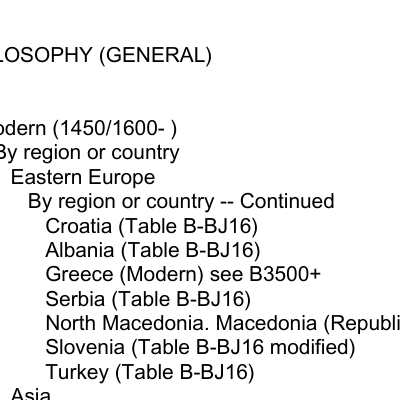 LOSOPHY (GENERAL)
odern (1450/1600- )
By region or country
Eastern Europe
By region or country -- Continued
Croatia (Table B-BJ16)
Albania (Table B-BJ16)
Greece (Modern) see B3500+
Serbia (Table B-BJ16)
North Macedonia. Macedonia (Republi
Slovenia (Table B-BJ16 modified)
Turkey (Table B-BJ16)
Asia